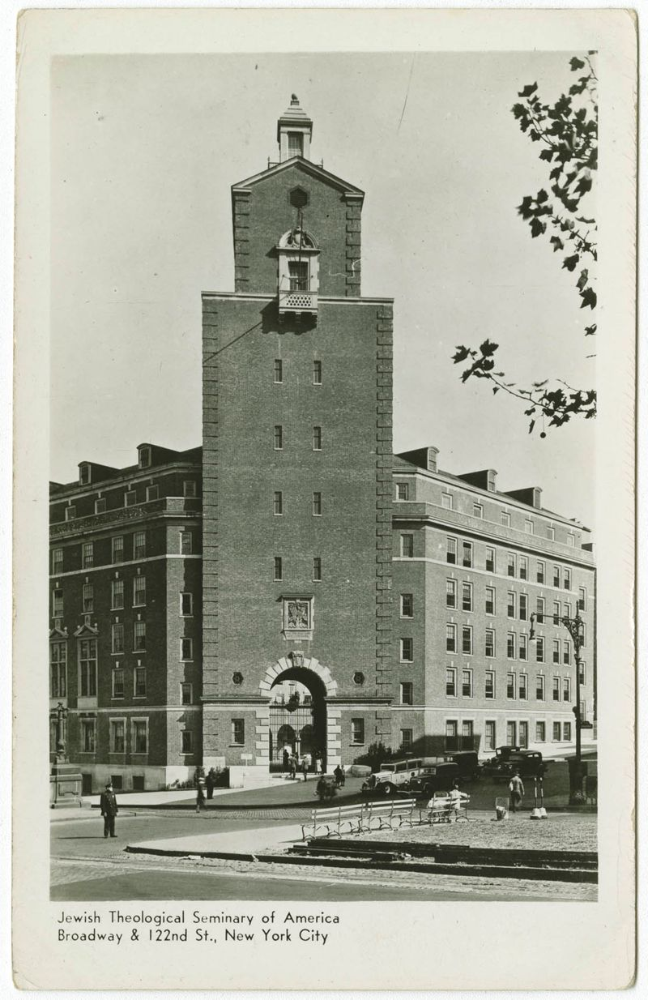 Jewish Theological Seminary of America
Broadway & 122nd St., New York City